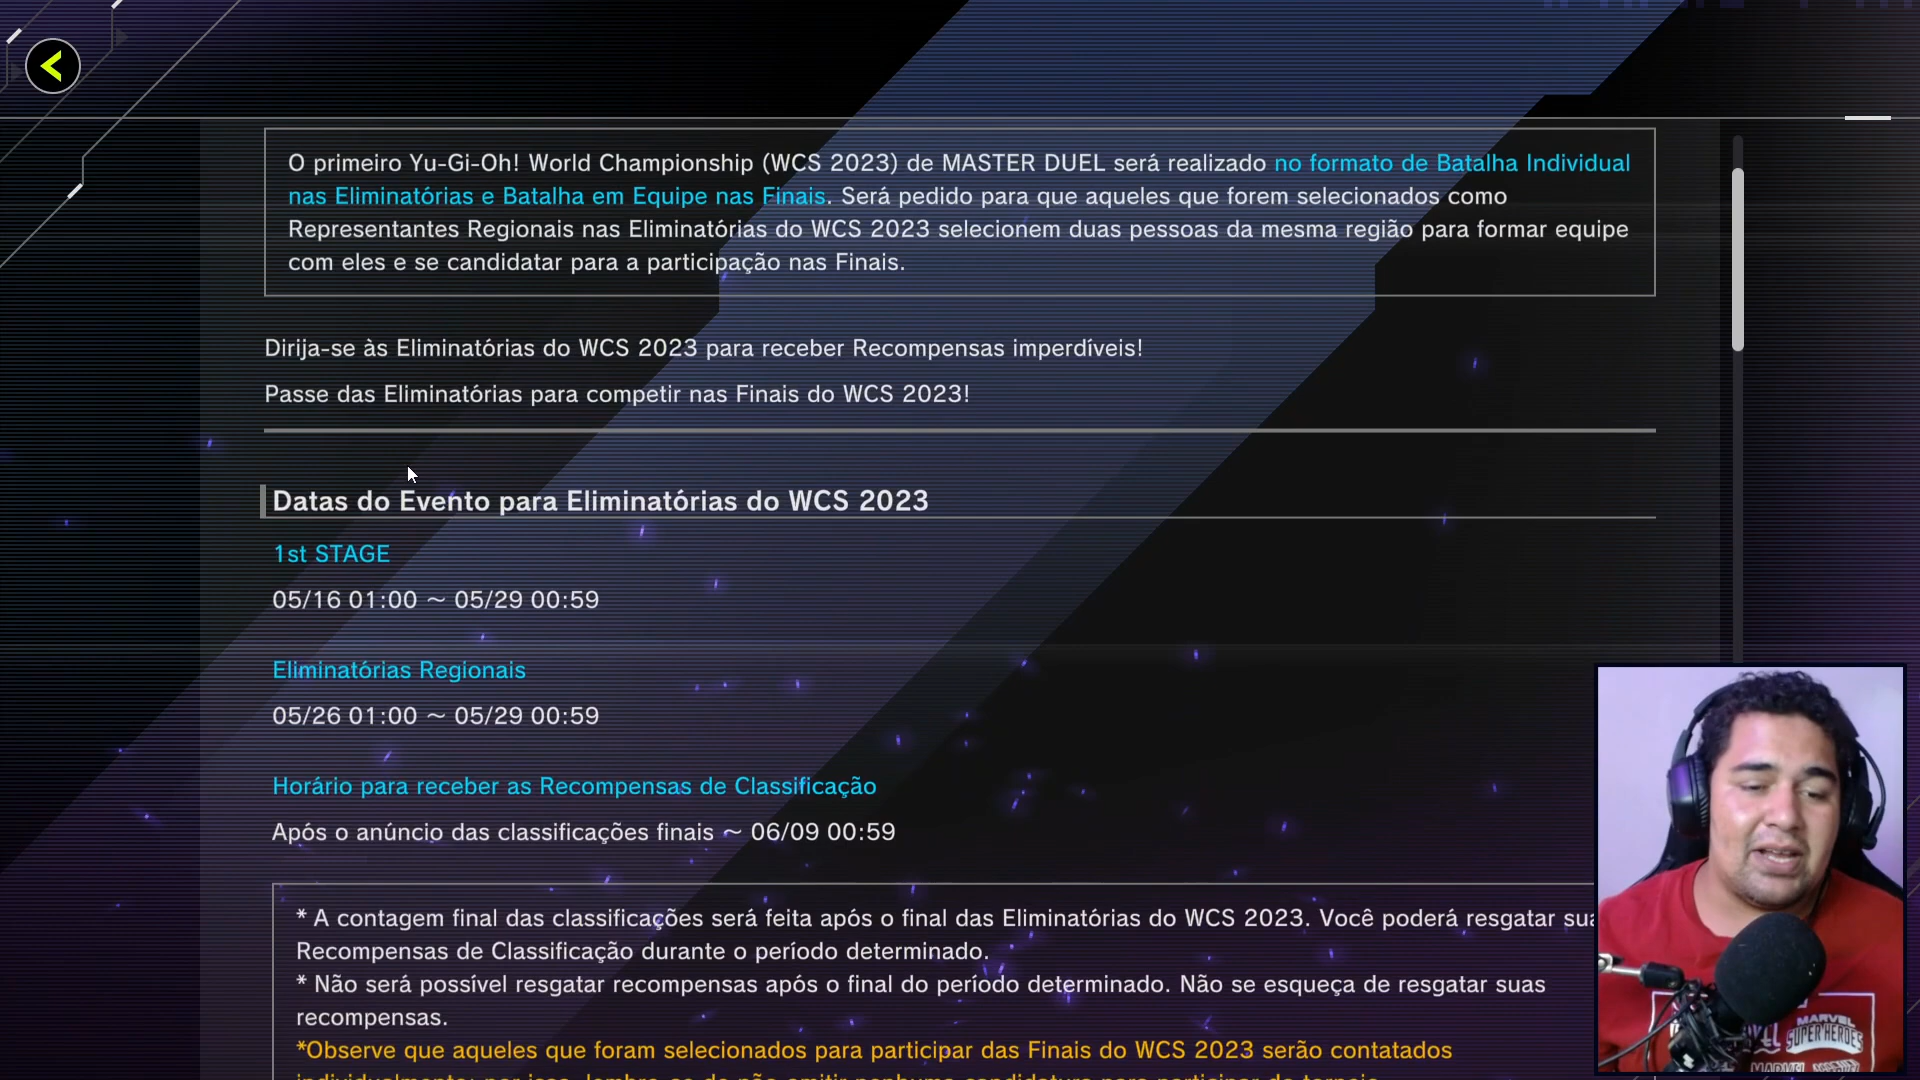 O primeiro Yu-Gi-Oh! World Championship (WCS 2023) de MASTER DUEL será realizado no formato de Batalha Individual
nas Eliminatórias e Batalha em Equipe nas Finais. Será pedido para que aqueles que forem selecionados como
Representantes Regionais nas Eliminatórias do WCS 2023 selecionem duas pessoas da mesma região para formar equipe
com eles e se candidatar para a participação nas Finais.
Dirija-se às Eliminatórias do WCS 2023 para receber Recompensas imperdíveis!
Passe das Eliminatórias para competir nas Finais do WCS 2023!
Datas do Evento para Eliminatórias do WCS 2023
1st STAGE
05/16 01:00 ~ 05/29 00:59
Eliminatórias Regionais
05/26 01:00 ~ 05/29 00:59
Horário para receber as Recompensas de Classificação
Após o anúncio das classificações finais ~ 06/09 00:59
* A contagem final das classificações será feita após o final das Eliminatórias do WCS 2023. Você poderá resgatar
Recompensas de Classificação durante o período determinado.
* Não será possível resgatar recompensas após o final do período determinado. Não se esqueça de resgatar suas
recompensas.
*Observe que aqueles que foram selecionados para participar das Finais do WCS 2023 serão contatados
MARVEL
SUPER HEROES